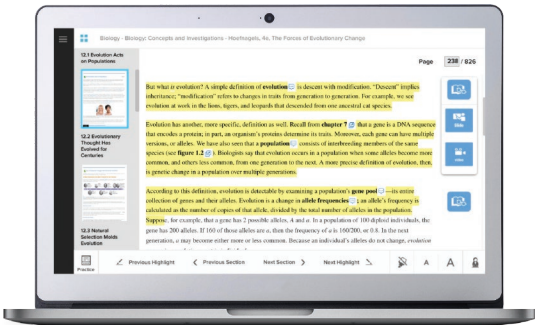 Biology - Biology: Concepts and Investigations - Hoefnagels, 4e, The Forces of Evolutionary Change
12.1 Evolution Acts
on Populations
12.2 Evolutionary
Thought Has
Evolved for
Centuries
12.3 Natural
Selection Molds
Evolution
Page 238 / 826
But what is evolution? A simple definition of evolution is descent with modification. "Descent" implies
inheritance; "modification" refers to changes in traits from generation to generation. For example, we see
evolution at work in the lions, tigers, and leopards that descended from one ancestral cat species.
Evolution has another, more specific, definition as well. Recall from chapter 7 that a gene is a DNA sequence
that encodes a protein; in part, an organism's proteins determine its traits. Moreover, each gene can have multiple
versions, or alleles. We have also seen that a population consists of interbreeding members of the same
species (see figure 1.2 ). Biologists say that evolution occurs in a population when some alleles become more
common, and others less common, from one generation to the next. A more precise definition of evolution, then,
is genetic change in a population over multiple generations.
According to this definition, evolution is detectable by examining a population's gene pool —its entire
collection of genes and their alleles. Evolution is a change in allele frequencies ; an allele's frequency is
calculated as the number of copies of that allele, divided by the total number of alleles in the population.
Suppose, for example, that a gene has 2 possible alleles, A and a. In a population of 100 diploid individuals, the
gene has 200 alleles. If 160 of those alleles are a, then the frequency of a is 160/200, or 0.8. In the next
generation, a may become either more or less common. Because an individual's alleles do not change, evolution
Practice
Previous Highlight
Previous Section
Next Section
Next Highlight
A
A